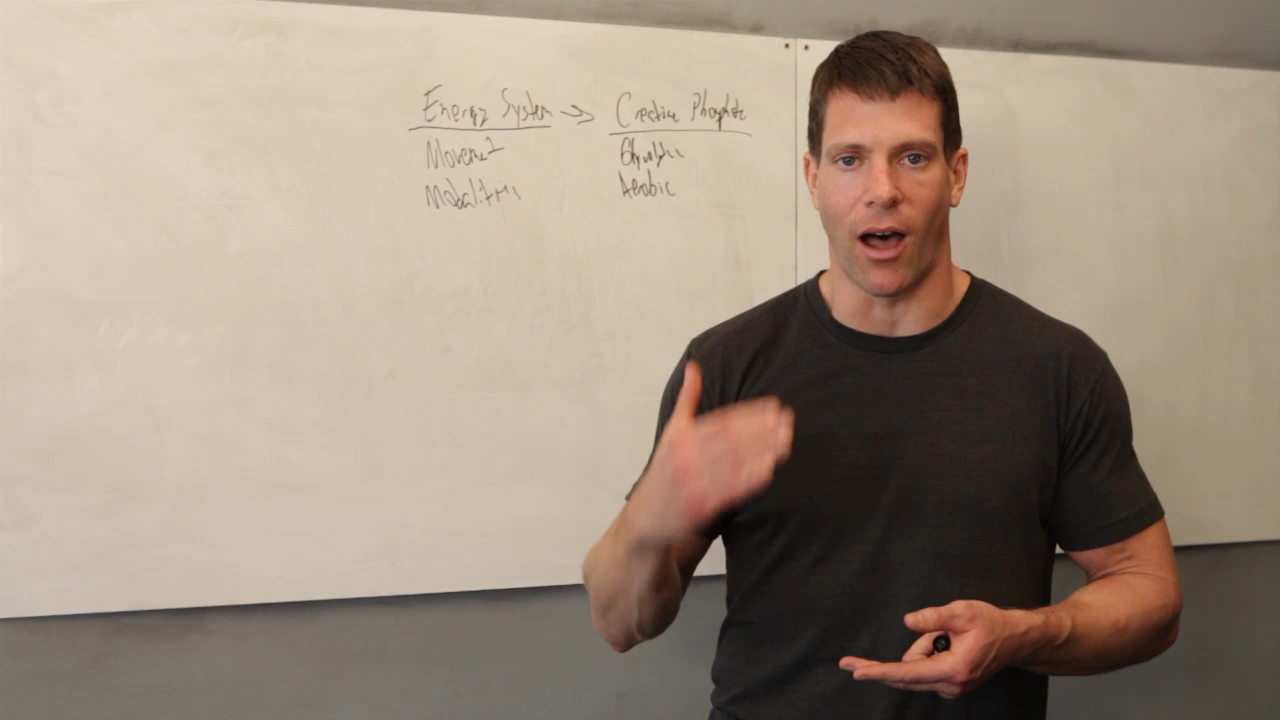 Energy System → Creatine Phosphate
Movement Glycolytic
Modalities Aerobic